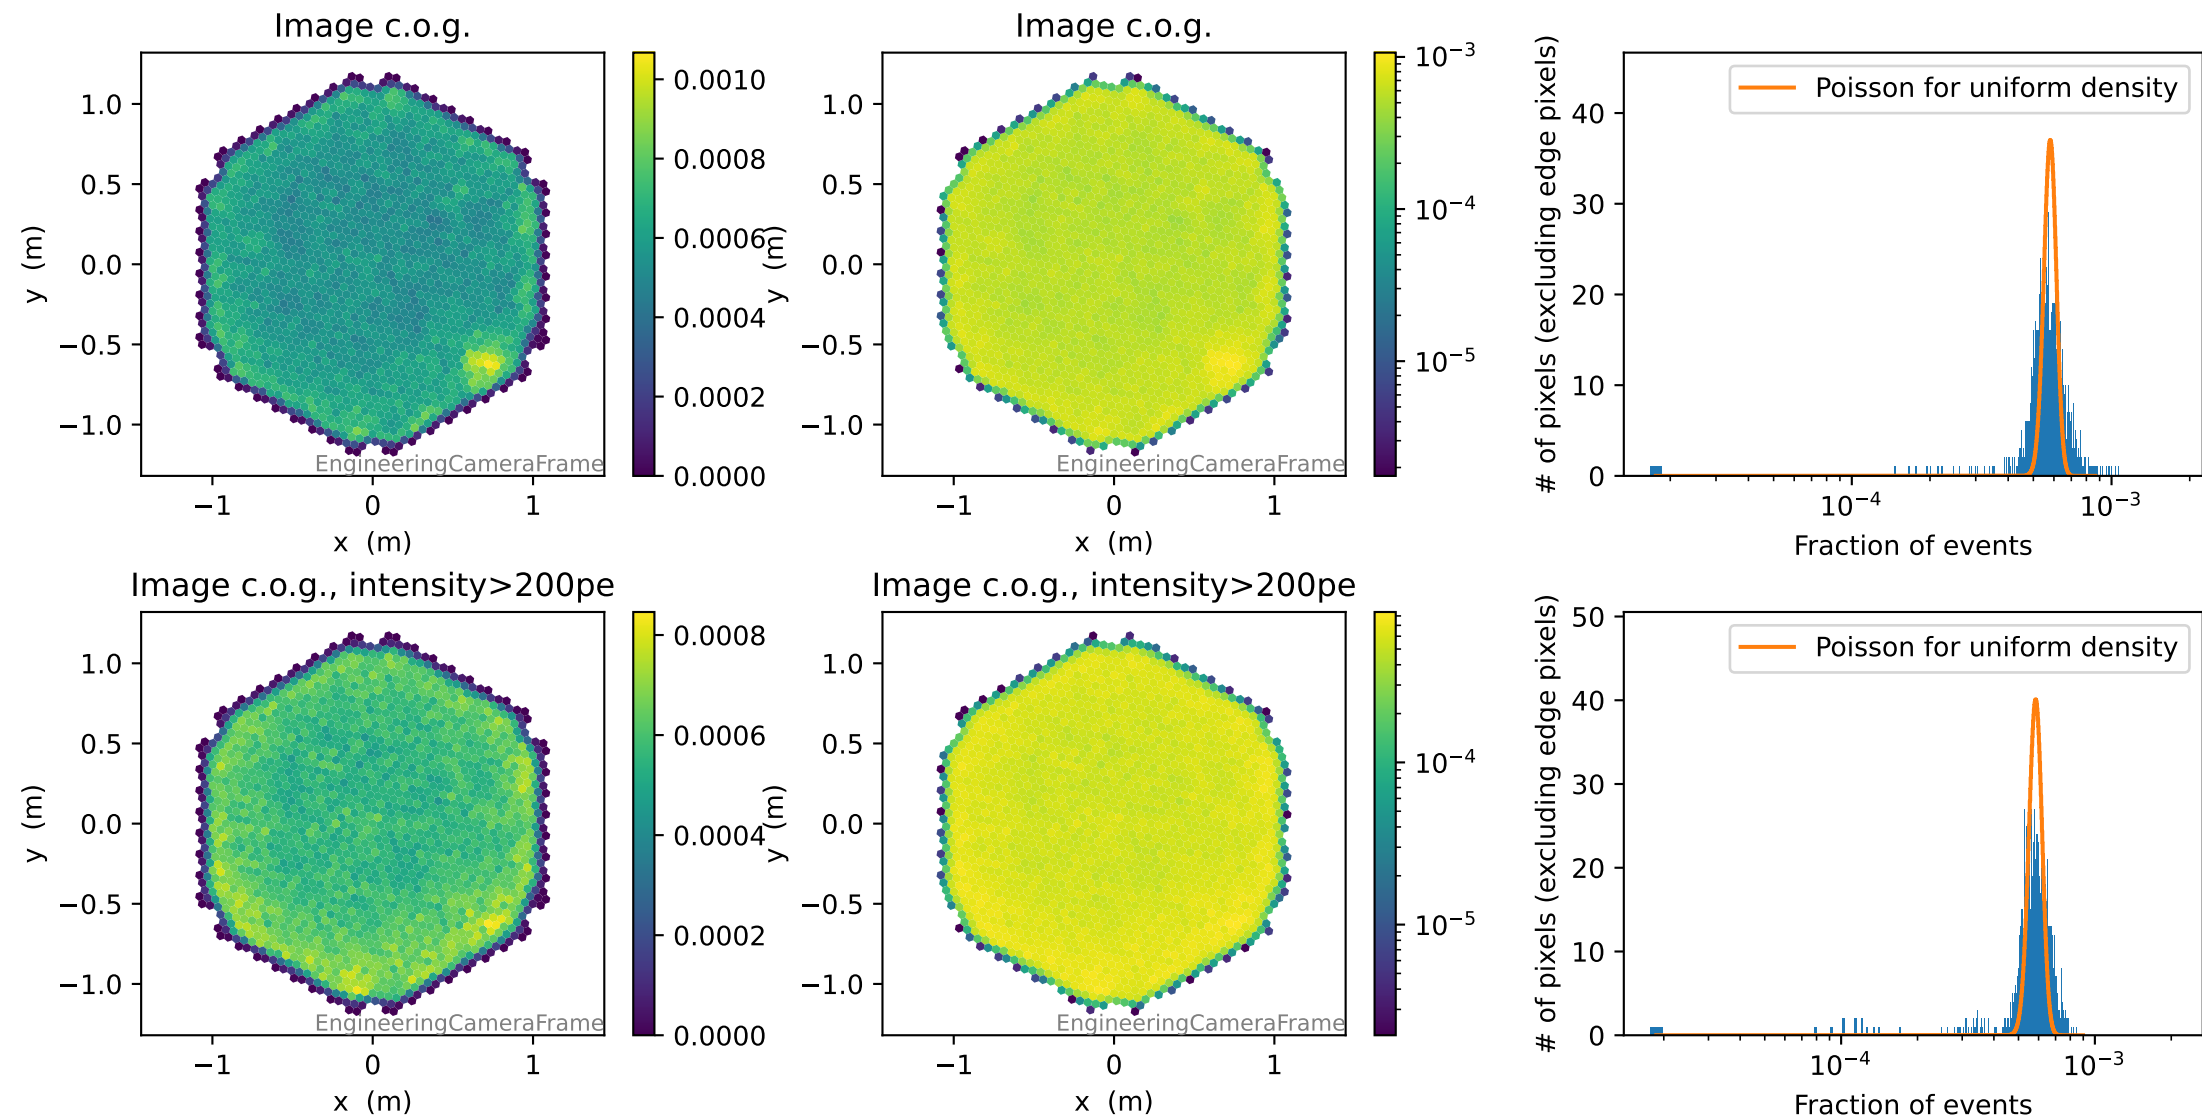 Image c.o.g.
1.0
0.5
0.0
−0.5
−1.0
y (m)
−1
0
1
x (m)
EngineeringCameraFrame
0.0010
0.0008
0.0006
0.0004
0.0002
0.0000
Image c.o.g.
1.0
0.5
0.0
−0.5
−1.0
y (m)
−1
0
1
x (m)
EngineeringCameraFrame
10⁻³
10⁻⁴
10⁻⁵
Poisson for uniform density
# of pixels (excluding edge pixels)
40
30
20
10
0
10⁻⁴
10⁻³
Fraction of events
Image c.o.g., intensity>200pe
1.0
0.5
0.0
−0.5
−1.0
y (m)
−1
0
1
x (m)
EngineeringCameraFrame
0.0008
0.0006
0.0004
0.0002
0.0000
Image c.o.g., intensity>200pe
1.0
0.5
0.0
−0.5
−1.0
y (m)
−1
0
1
x (m)
EngineeringCameraFrame
10⁻⁴
10⁻⁵
Poisson for uniform density
# of pixels (excluding edge pixels)
50
40
30
20
10
0
10⁻⁴
10⁻³
Fraction of events